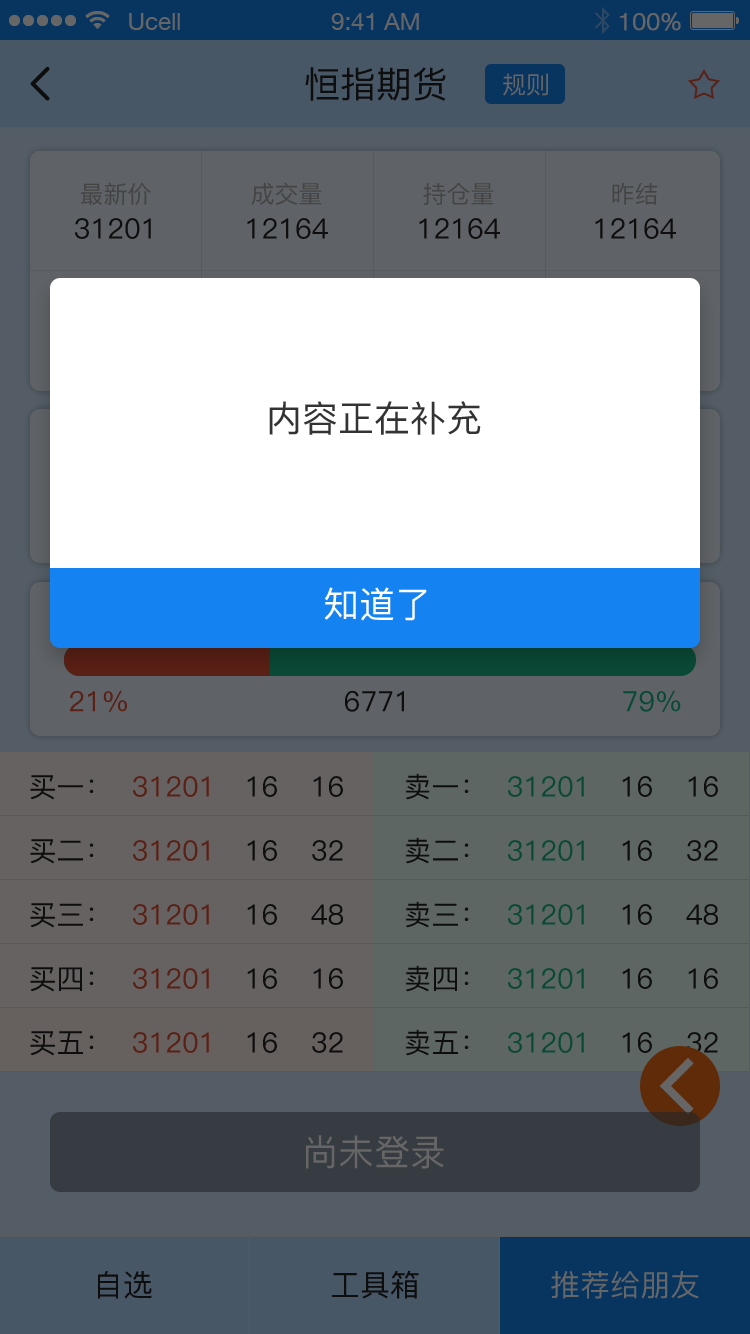 Ucell 9:41 AM 100%
恒指期货 规则
最新价 成交量 持仓量 昨结
31201 12164 12164 12164
内容正在补充
知道了
21% 6771 79%
买一： 31201 16 16 卖一： 31201 16 16
买二： 31201 16 32 卖二： 31201 16 32
买三： 31201 16 48 卖三： 31201 16 48
买四： 31201 16 16 卖四： 31201 16 16
买五： 31201 16 32 卖五： 31201 16 32
尚未登录
自选 工具箱 推荐给朋友